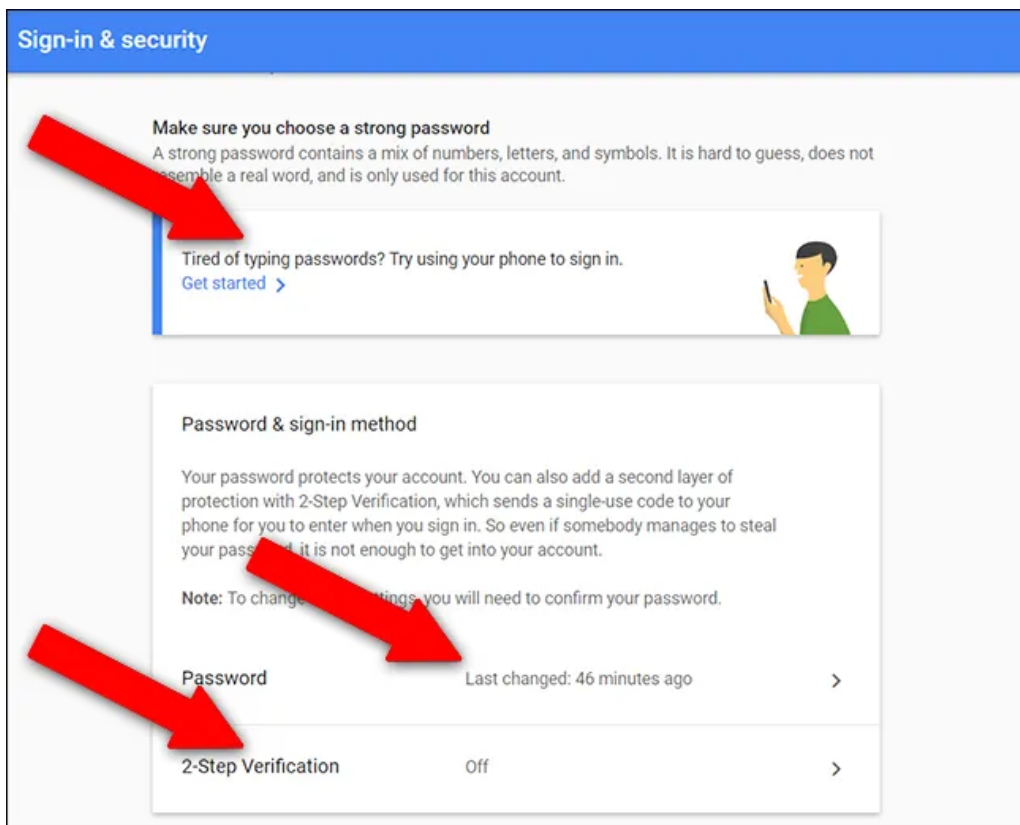 Sign-in & security
Make sure you choose a strong password
A strong password contains a mix of numbers, letters, and symbols. It is hard to guess, does not
resemble a real word, and is only used for this account.
Tired of typing passwords? Try using your phone to sign in.
Get started
Password & sign-in method
Your password protects your account. You can also add a second layer of
protection with 2-Step Verification, which sends a single-use code to your
phone for you to enter when you sign in. So even if somebody manages to steal
your password, it is not enough to get into your account.
Note: To change you will need to confirm your password.
Password Last changed: 46 minutes ago
2-Step Verification Off